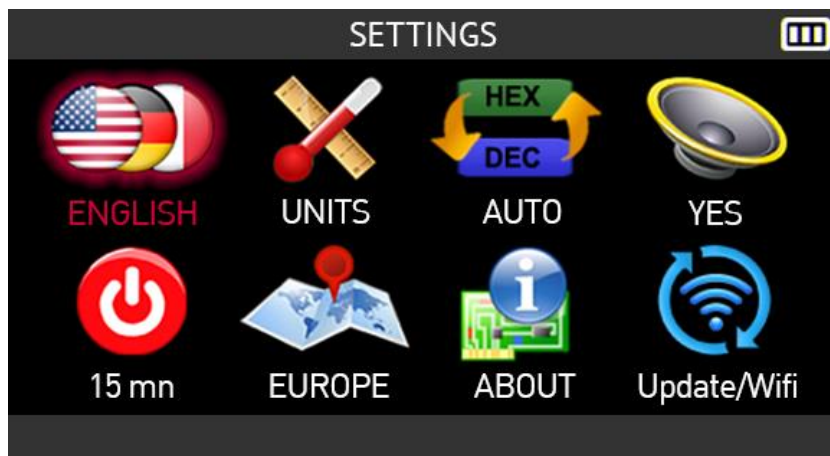 SETTINGS
HEX
DEC
ENGLISH UNITS AUTO YES
i
15 mn EUROPE ABOUT Update/Wifi